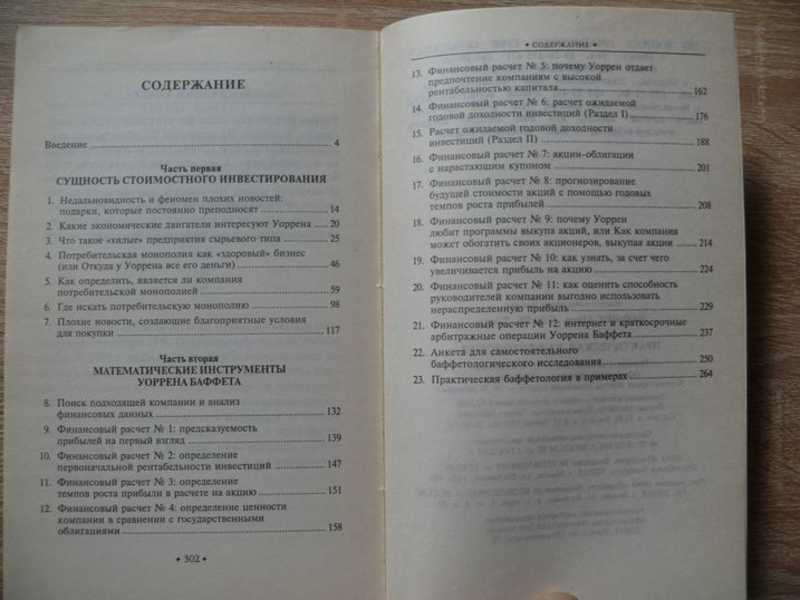 СОДЕРЖАНИЕ
Введение 4
Часть первая
СУЩНОСТЬ СТОИМОСТНОГО ИНВЕСТИРОВАНИЯ
1. Недальновидность и феномен плохих новостей:
подарки, которые постоянно преподносят 14
2. Какие экономические двигатели интересуют Уоррена 20
3. Что такое «хилые» предприятия сырьевого типа 25
4. Потребительская монополия как «здоровый» бизнес
(или Откуда у Уоррена все его деньги) 46
5. Как определить, является ли компания
потребительской монополией 59
6. Где искать потребительскую монополию 98
7. Плохие новости, создающие благоприятные условия
для покупки 117
Часть вторая
МАТЕМАТИЧЕСКИЕ ИНСТРУМЕНТЫ
УОРРЕНА БАФФЕТА
8. Поиск подходящей компании и анализ
финансовых данных 132
9. Финансовый расчет № 1: предсказуемость
прибылей на первый взгляд 139
10. Финансовый расчет № 2: определение
первоначальной рентабельности инвестиций 147
11. Финансовый расчет № 3: определение
темпов роста прибыли в расчете на акцию 151
12. Финансовый расчет № 4: определение ценности
компании в сравнении с государственными
облигациями 158
• 302 •
• СОДЕРЖАНИЕ •
13. Финансовый расчет № 5: почему Уоррен отдает
предпочтение компаниям с высокой
рентабельностью капитала 162
14. Финансовый расчет № 6: расчет ожидаемой
годовой доходности инвестиций (Раздел I) 176
15. Расчет ожидаемой годовой доходности
инвестиций (Раздел II) 188
16. Финансовый расчет № 7: акции-облигации
с нарастающим купоном 201
17. Финансовый расчет № 8: прогнозирование
будущей стоимости акций с помощью годовых
темпов роста прибылей 208
18. Финансовый расчет № 9: почему Уоррен
любит программы выкупа акций, или Как компания
может обогатить своих акционеров, выкупая акции 214
19. Финансовый расчет № 10: как узнать, за счет чего
увеличивается прибыль на акцию 224
20. Финансовый расчет № 11: как оценить способность
руководителей компании выгодно использовать
нераспределенную прибыль 229
21. Финансовый расчет № 12: интернет и краткосрочные
арбитражные операции Уоррена Баффета 237
22. Анкета для самостоятельного
баффетологического исследования 250
23. Практическая баффетология в примерах 264